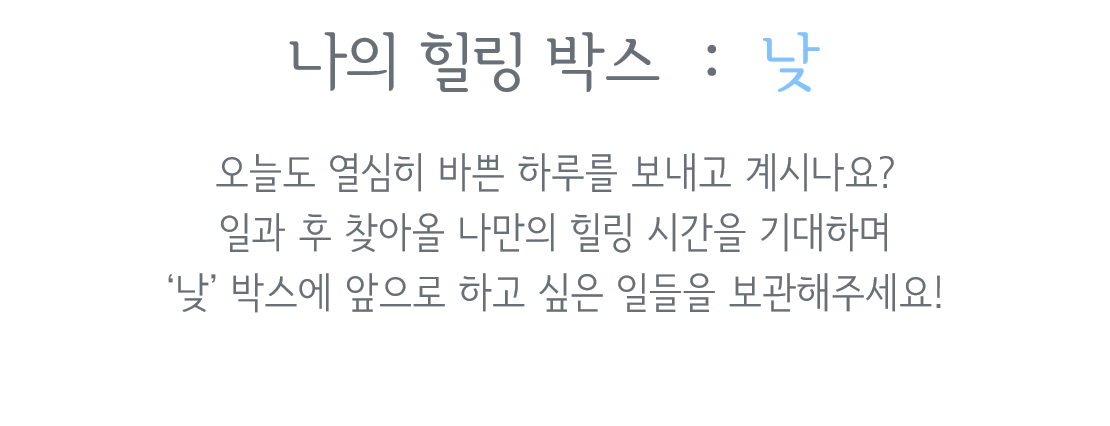 나의 힐링 박스 : 낮
오늘도 열심히 바쁜 하루를 보내고 계시나요?
일과 후 찾아올 나만의 힐링 시간을 기대하며
‘낮’ 박스에 앞으로 하고 싶은 일들을 보관해주세요!